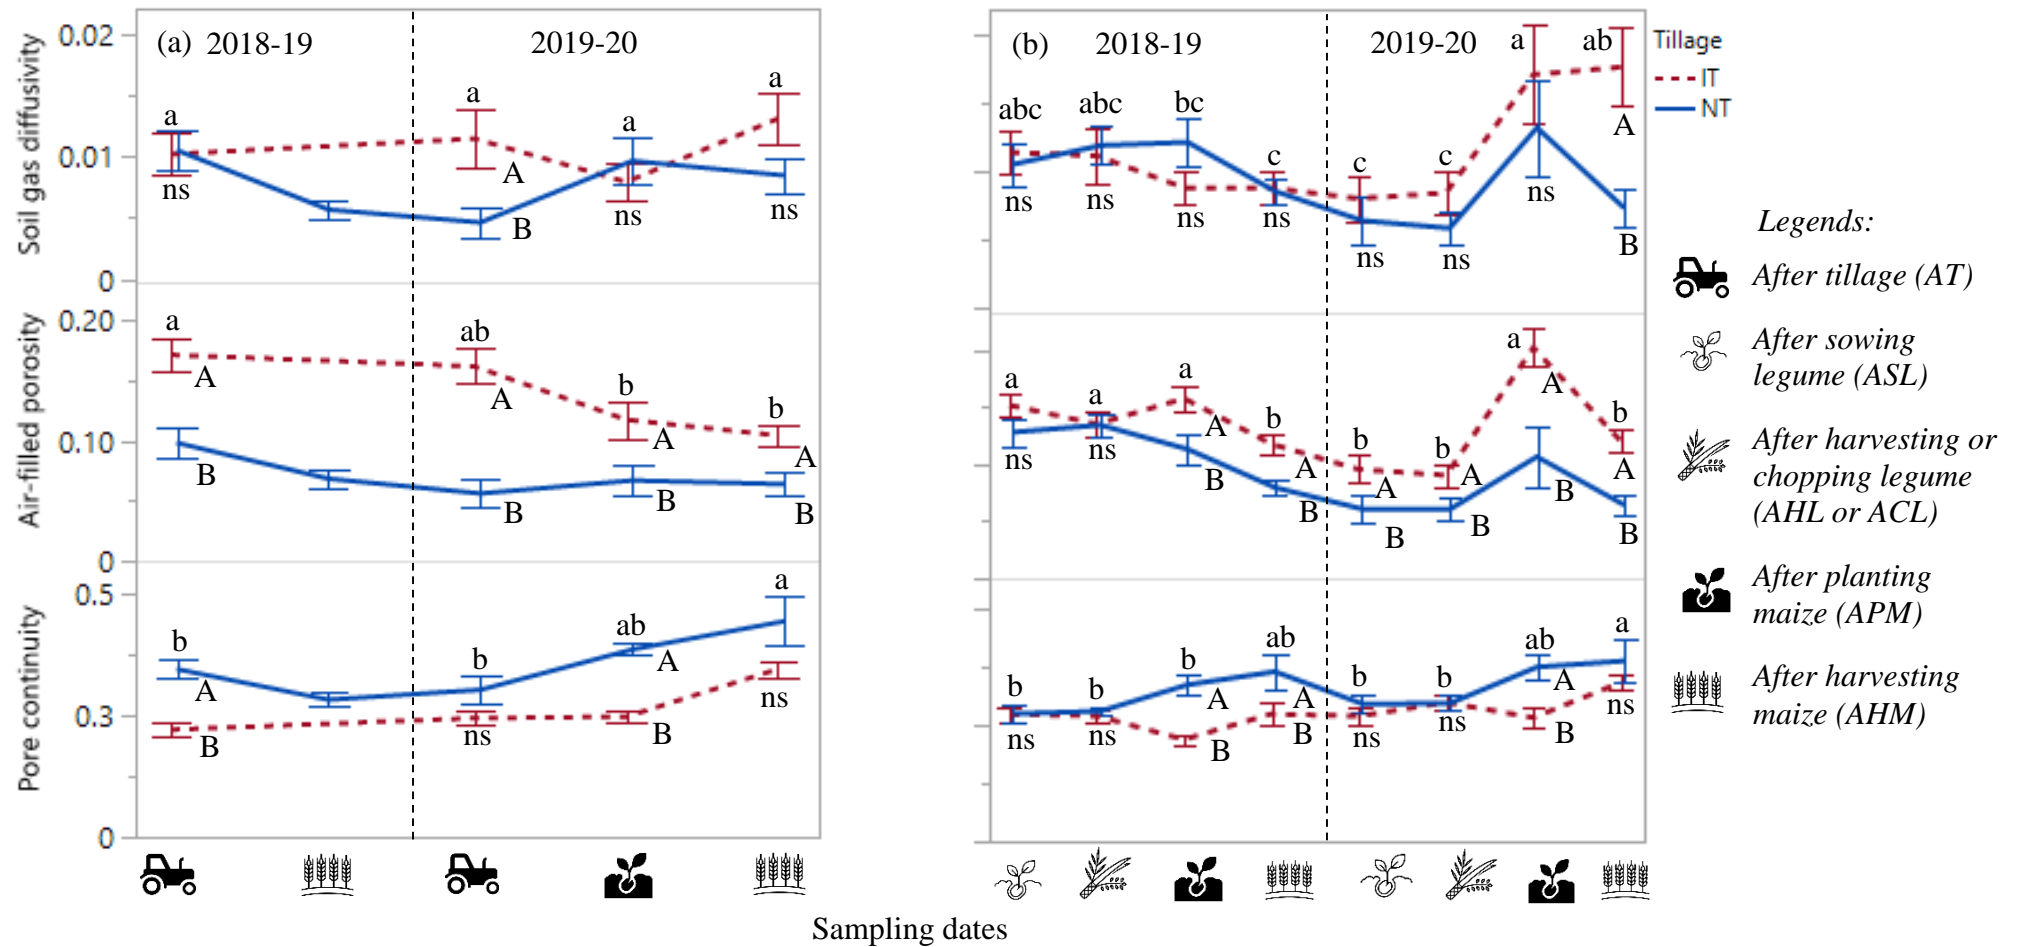 Soil gas diffusivity
0.02
0.01
0
(a) 2018-19
2019-20
a
ns
a
A
B
a
ns
a
ns
Air-filled porosity
0.20
0.10
0
a
A
B
ab
A
B
b
A
B
b
A
B
Pore continuity
0.5
0.3
0
b
A
B
b
ns
ab
A
B
a
ns
(b)
2018-19
2019-20
abc
ns
abc
ns
bc
ns
c
ns
c
ns
c
ns
a
ns
ab
A
B
a
ns
a
ns
a
A
B
b
A
B
b
A
B
b
A
B
a
A
B
b
A
B
b
ns
b
ns
b
A
B
ab
A
B
b
ns
b
ns
ab
A
B
a
ns
Sampling dates
Tillage
IT
NT
Legends:
After tillage (AT)
After sowing
legume (ASL)
After harvesting or
chopping legume
(AHL or ACL)
After planting
maize (APM)
After harvesting
maize (AHM)